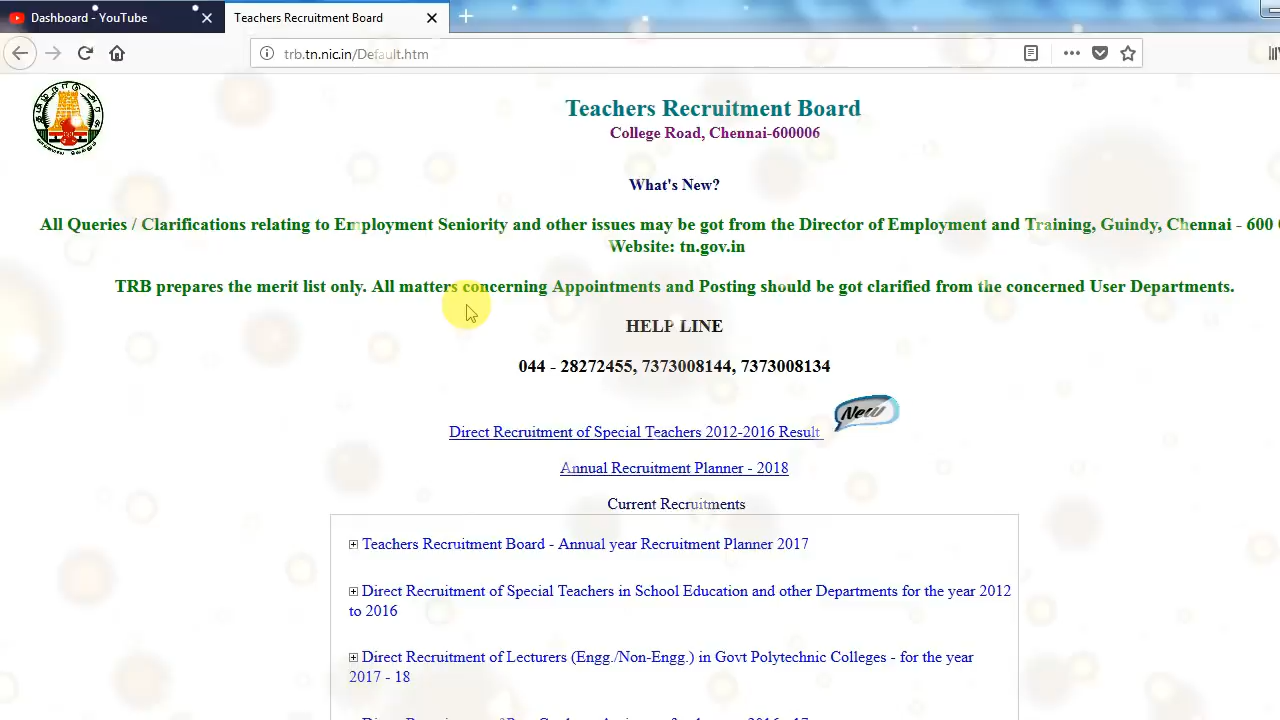 Dashboard - YouTube
Teachers Recruitment Board
trb.tn.nic.in/Default.htm
Teachers Recruitment Board
College Road, Chennai-600006
What's New?
All Queries / Clarifications relating to Employment Seniority and other issues may be got from the Director of Employment and Training, Guindy, Chennai - 600
Website: tn.gov.in
TRB prepares the merit list only. All matters concerning Appointments and Posting should be got clarified from the concerned User Departments.
HELP LINE
044 - 28272455, 7373008144, 7373008134
New
Direct Recruitment of Special Teachers 2012-2016 Result
Annual Recruitment Planner - 2018
Current Recruitments
Teachers Recruitment Board - Annual year Recruitment Planner 2017
Direct Recruitment of Special Teachers in School Education and other Departments for the year 2012
to 2016
Direct Recruitment of Lecturers (Engg./Non-Engg.) in Govt Polytechnic Colleges - for the year
2017 - 18